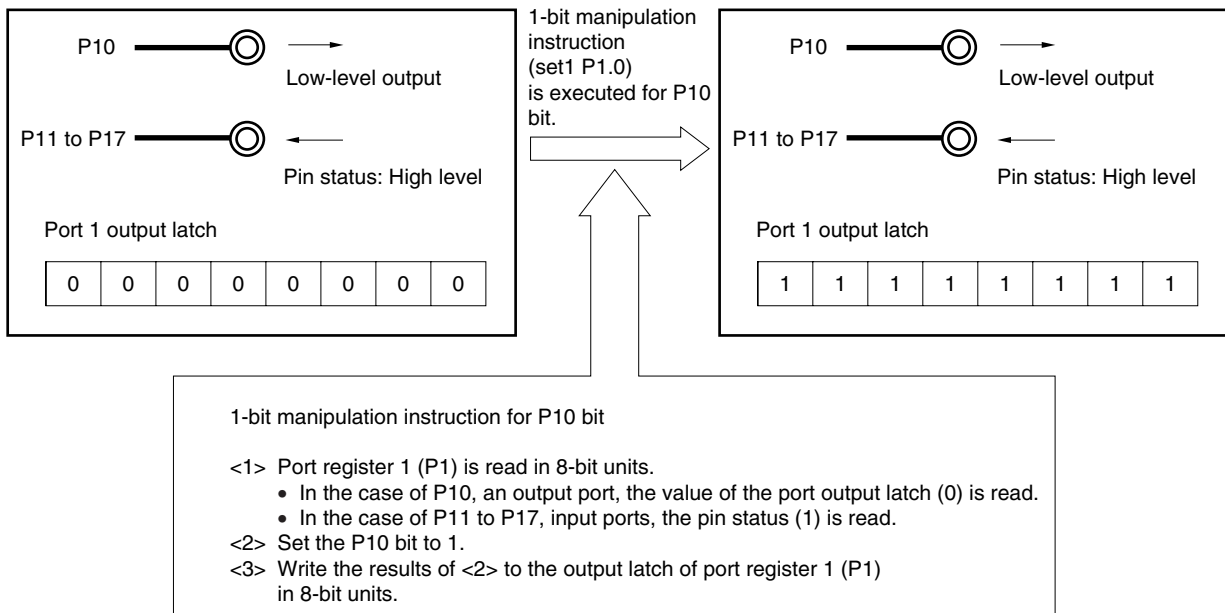 P10
Low-level output
P11 to P17
Pin status: High level
Port 1 output latch
0 0 0 0 0 0 0 0
1-bit manipulation
instruction
(set1 P1.0)
is executed for P10
bit.
P10
Low-level output
P11 to P17
Pin status: High level
Port 1 output latch
1 1 1 1 1 1 1 1
1-bit manipulation instruction for P10 bit
<1> Port register 1 (P1) is read in 8-bit units.
• In the case of P10, an output port, the value of the port output latch (0) is read.
• In the case of P11 to P17, input ports, the pin status (1) is read.
<2> Set the P10 bit to 1.
<3> Write the results of <2> to the output latch of port register 1 (P1)
in 8-bit units.